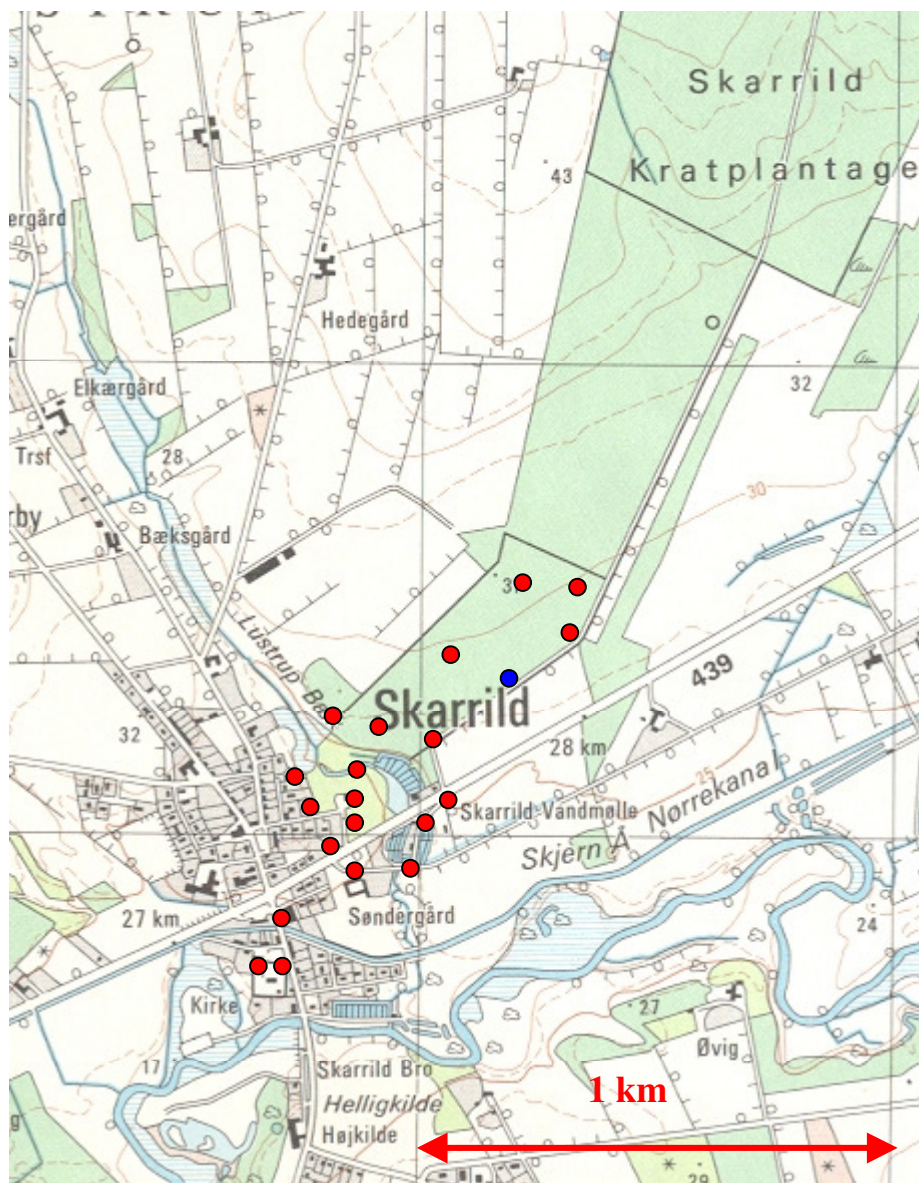 Skarrild
Kratplantage
43
ergård
Hedegård
Elkærgård
32
Trsf
28
30
rby
Bæksgård
Lustrup Bæk
439
Skarrild
32
28 km
25
Skarrild-Vandmølle
Skjern Å Nørrekanal
Søndergård
27 km
24
Kirke
27
Øvig
17
Skarrild Bro
1 km
Helligkilde
Højkilde
29